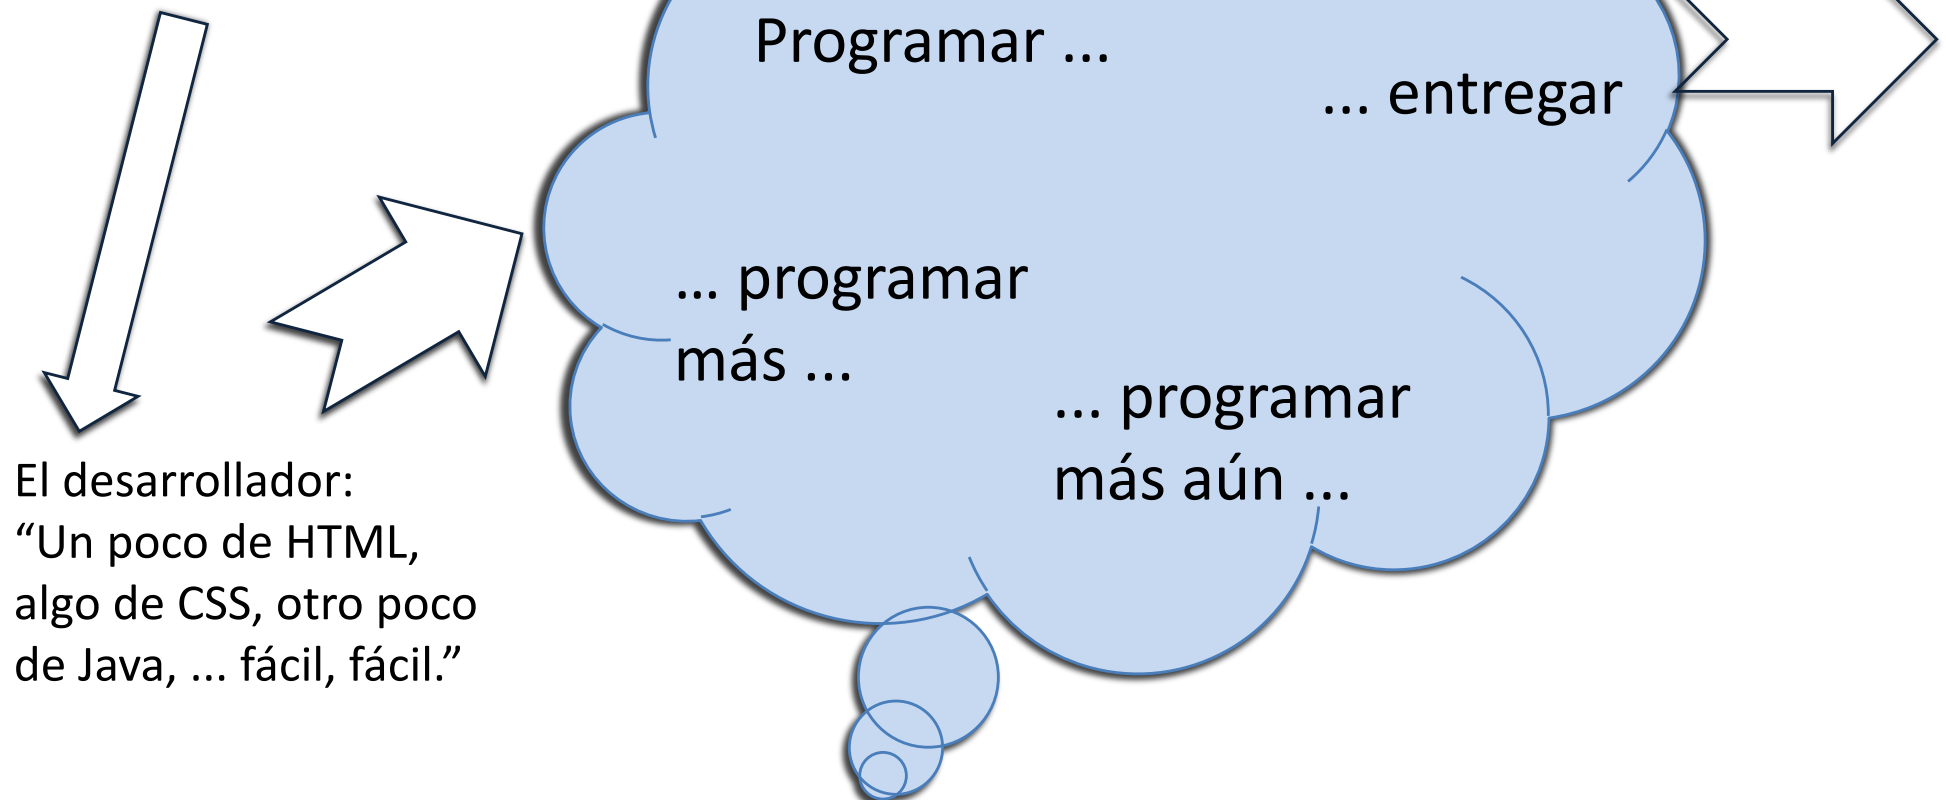 Programar ...
... entregar
... programar
más ...
... programar
más aún ...
El desarrollador:
“Un poco de HTML,
algo de CSS, otro poco
de Java, ... fácil, fácil.”